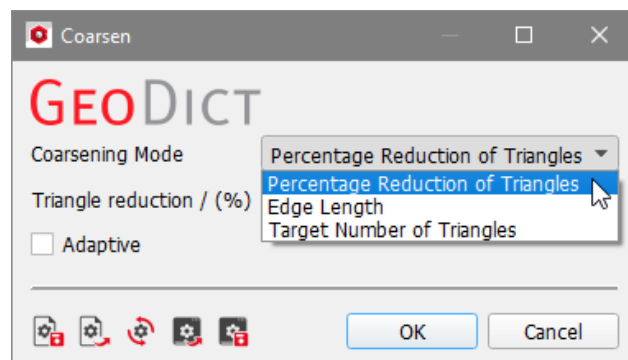 Coarsen
GEODICT
Coarsening Mode
Percentage Reduction of Triangles
Percentage Reduction of Triangles
Triangle reduction / (%)
Edge Length
Target Number of Triangles
Adaptive
OK
Cancel